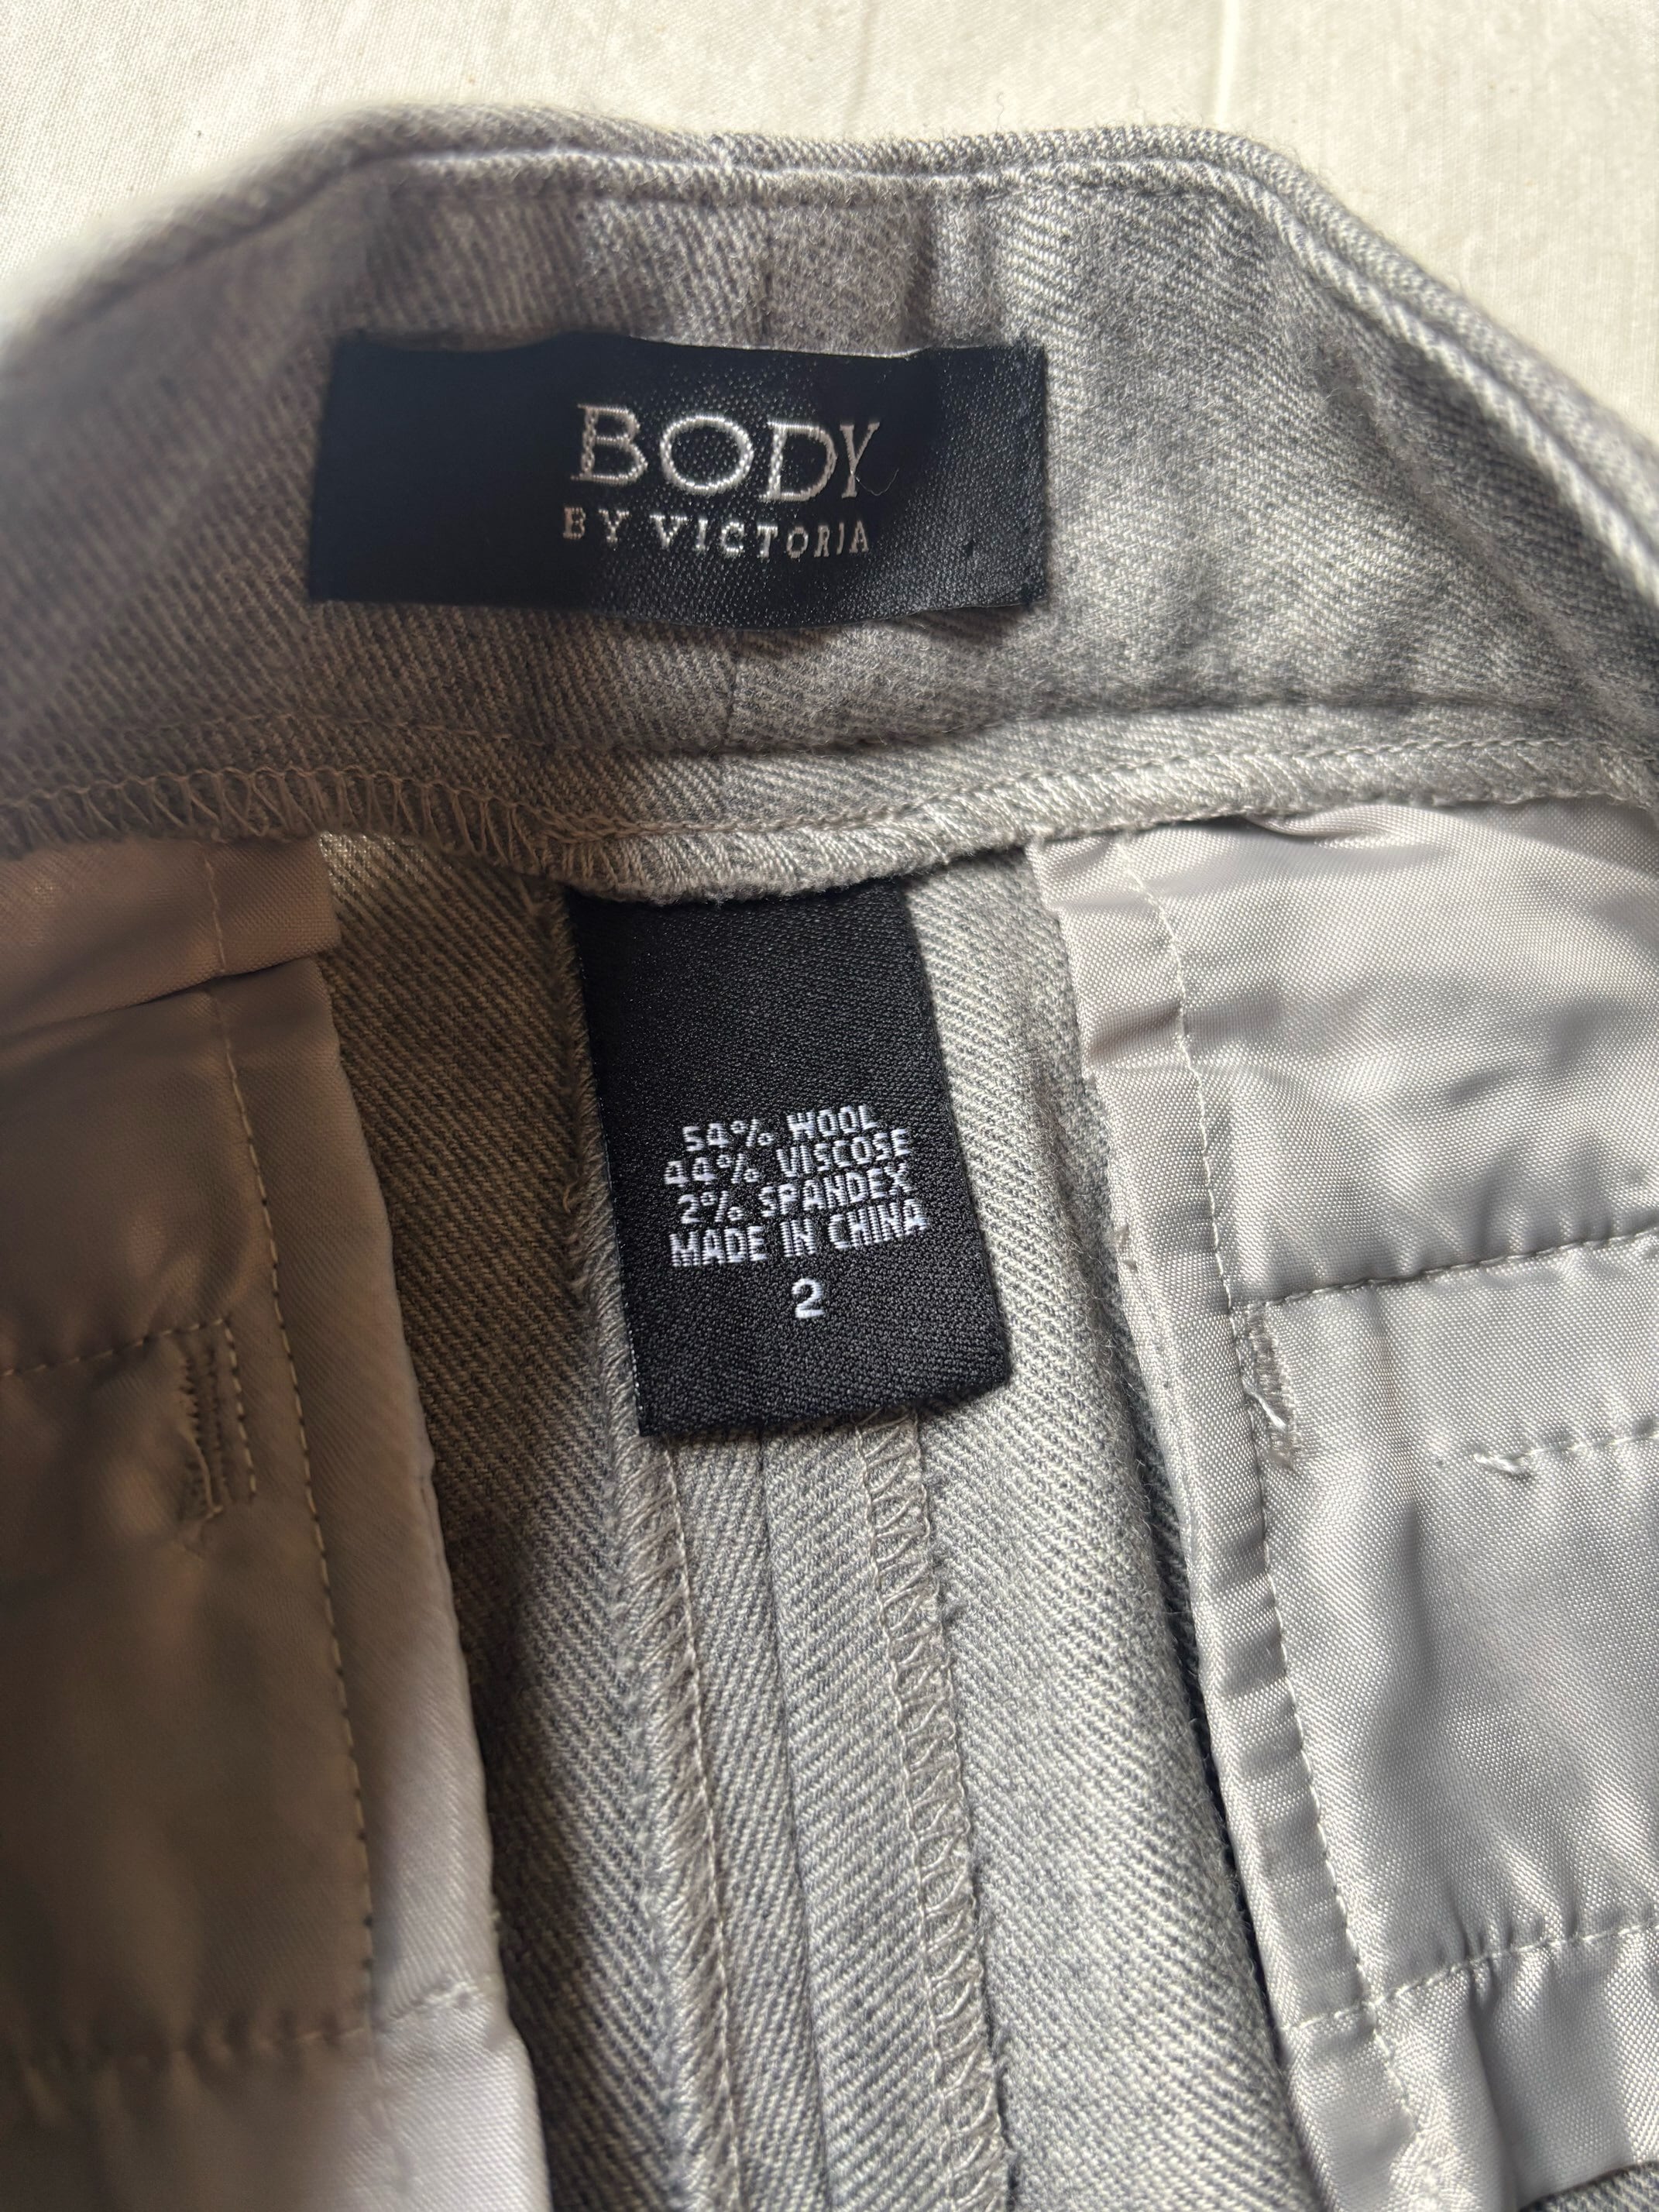 BODY
BY VICTORIA
54% WOOL
44% VISCOSE
2% SPANDEX
MADE IN CHINA
2